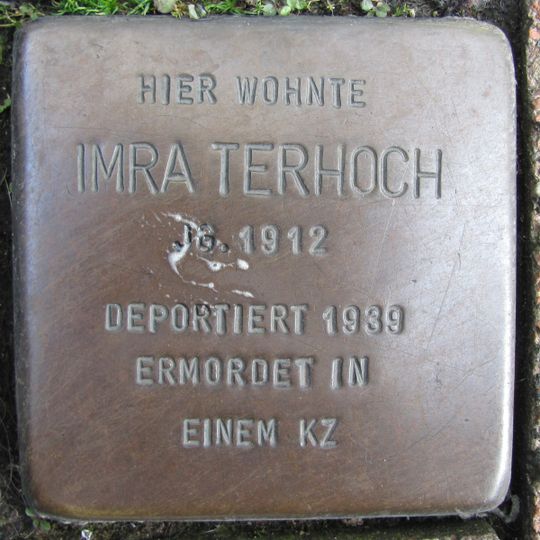 HIER WOHNTE
IMRA TERHOCH
JG. 1912
DEPORTIERT 1939
ERMORDET IN
EINEM KZ